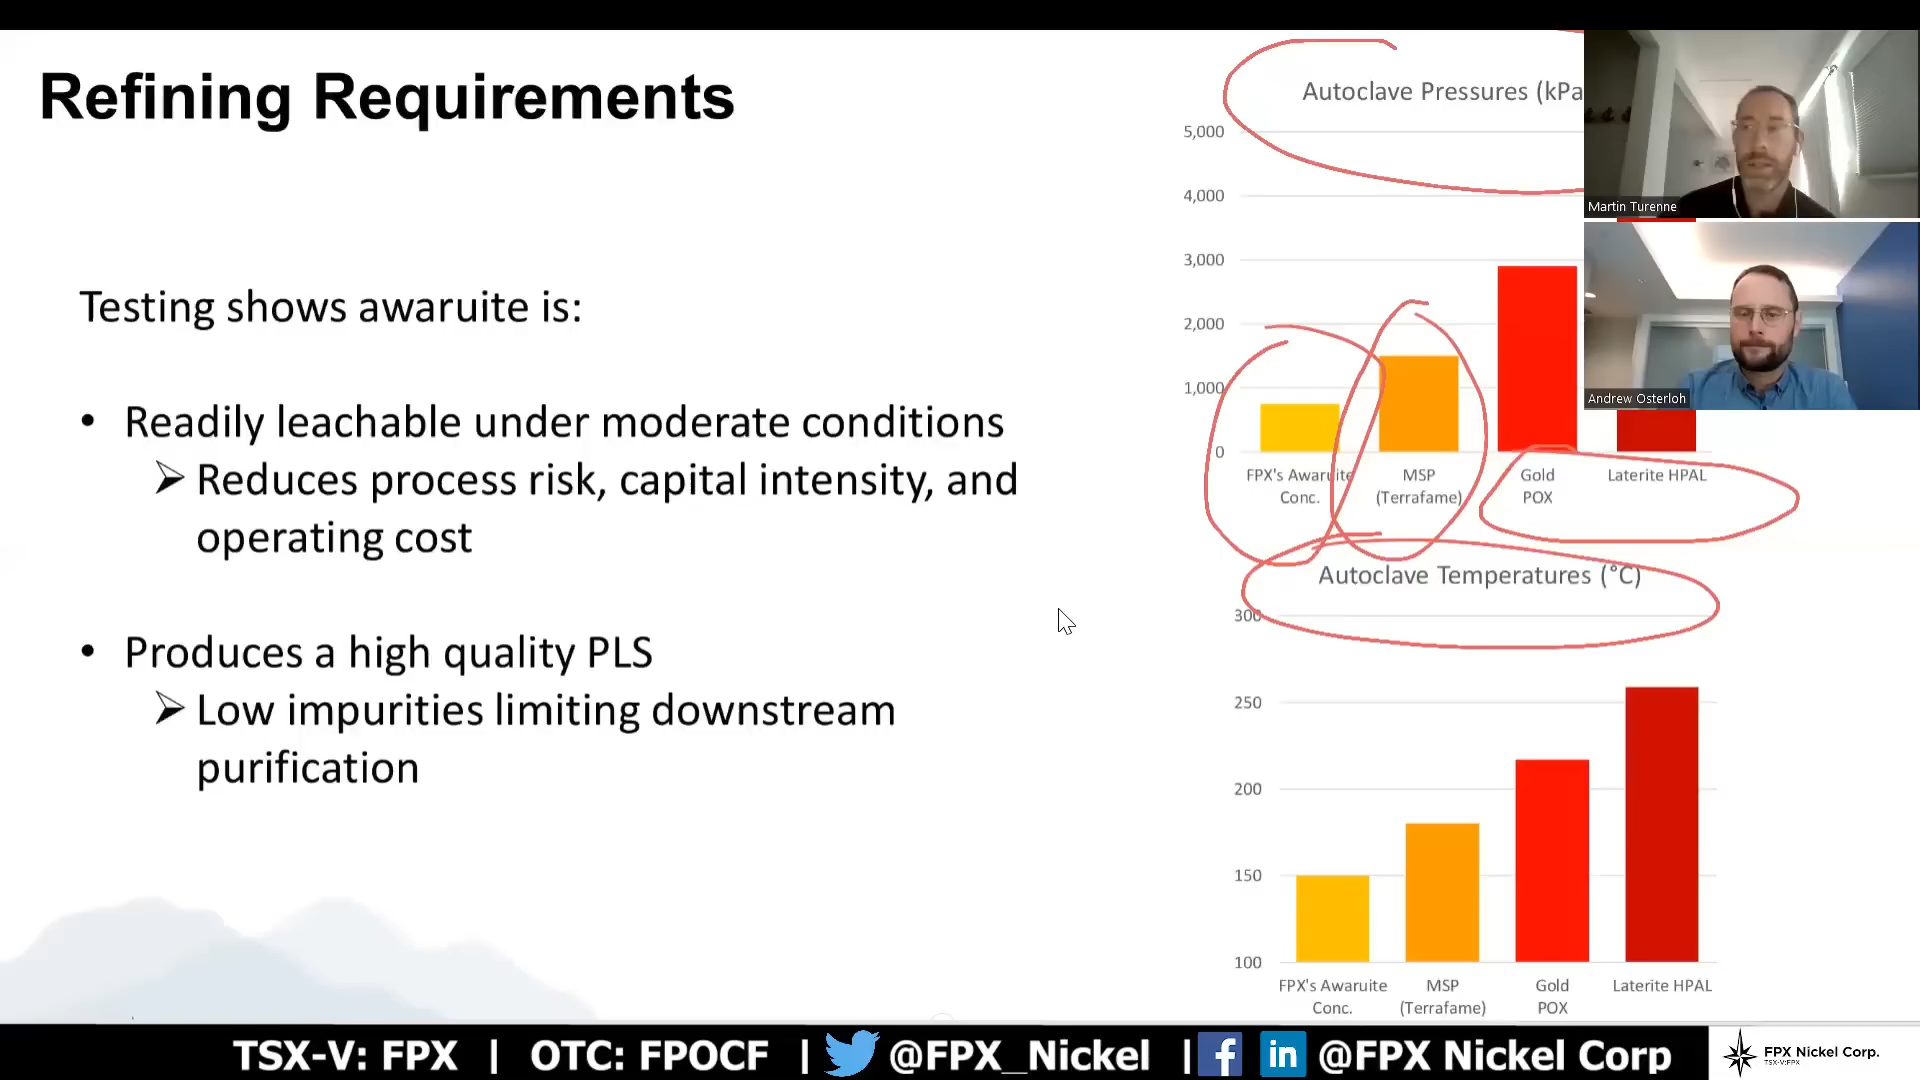 Refining Requirements
Testing shows awaruite is:
• Readily leachable under moderate conditions
➢ Reduces process risk, capital intensity, and
operating cost
• Produces a high quality PLS
➢ Low impurities limiting downstream
purification
Autoclave Pressures (kPa
5,000
4,000
3,000
2,000
1,000
0
FPX's Awaruite
Conc.
MSP
(Terrafame)
Gold
POX
Laterite HPAL
Autoclave Temperatures (°C)
300
250
200
150
100
FPX's Awaruite
Conc.
MSP
(Terrafame)
Gold
POX
Laterite HPAL
Martin Turenne
Andrew Osterloh
TSX-V: FPX | OTC: FPOCF | @FPX_Nickel | f in @FPX Nickel Corp
FPX Nickel Corp.
TSX-V:FPX